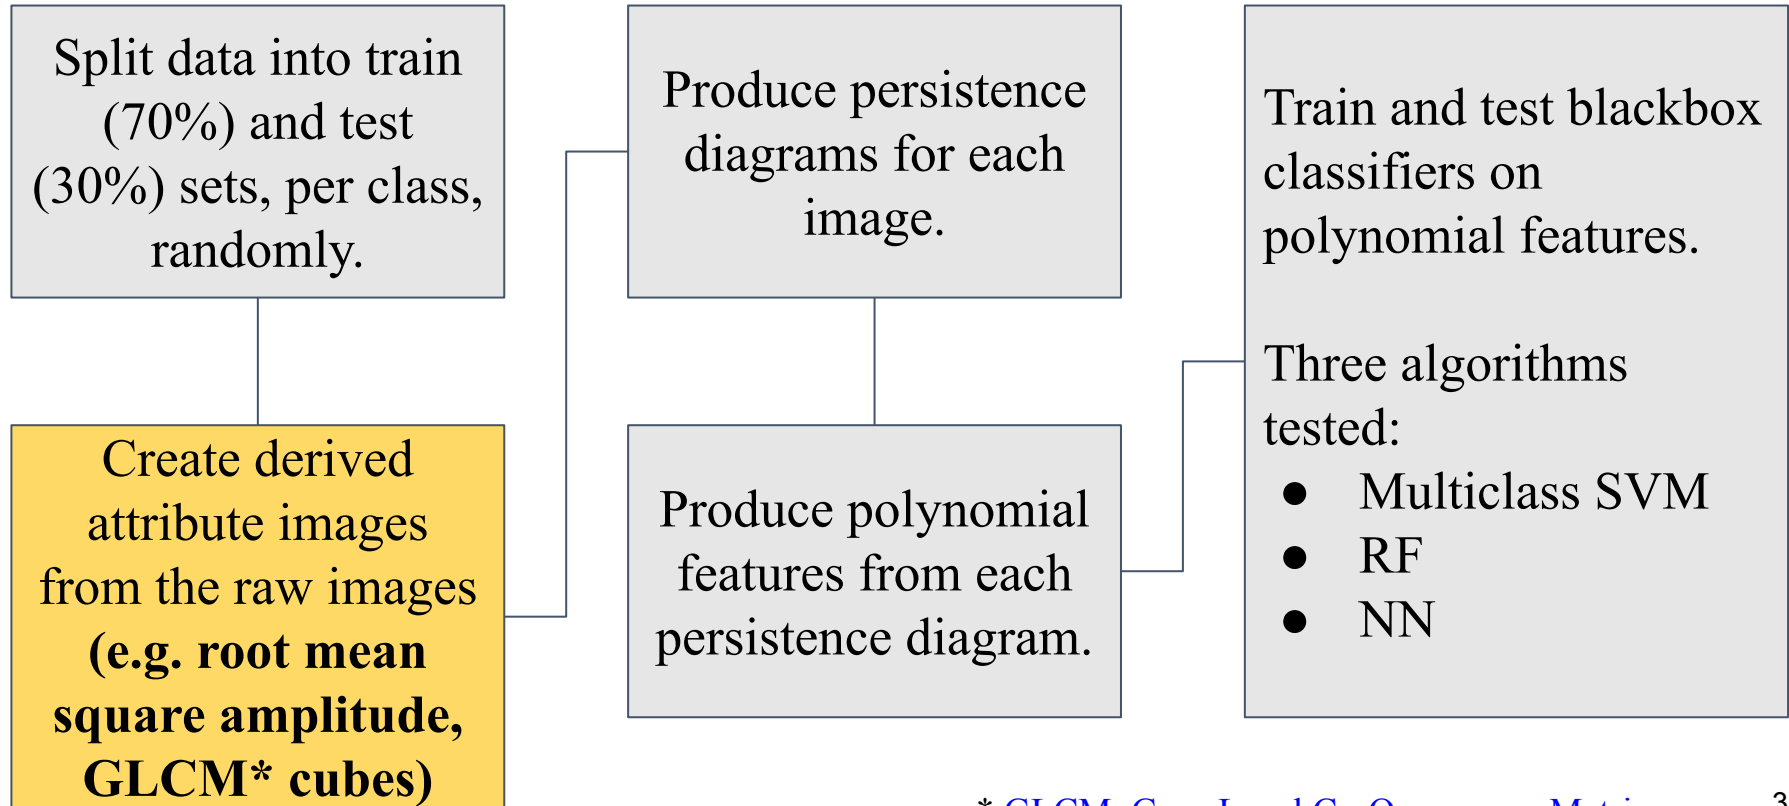 Split data into train
(70%) and test
(30%) sets, per class,
randomly.
Create derived
attribute images
from the raw images
(e.g. root mean
square amplitude,
GLCM* cubes)
Produce persistence
diagrams for each
image.
Produce polynomial
features from each
persistence diagram.
Train and test blackbox
classifiers on
polynomial features.
Three algorithms
tested:
● Multiclass SVM
● RF
● NN
* GLCM
3